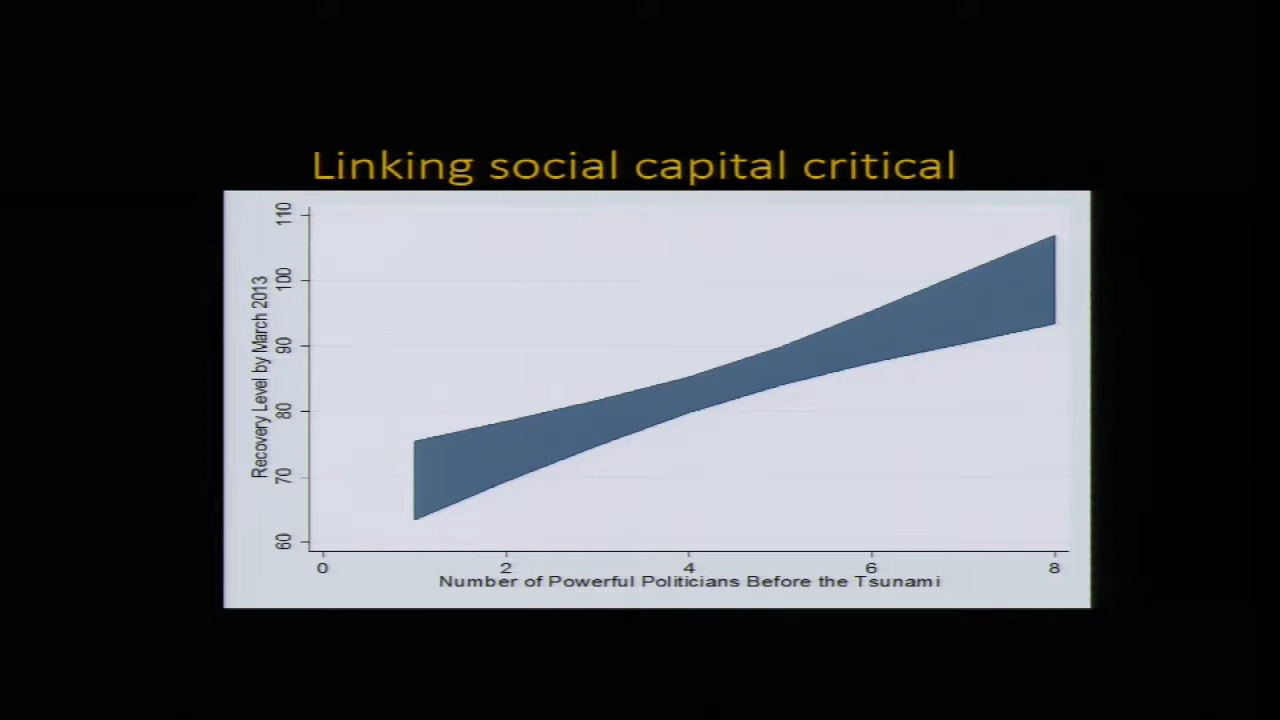 Linking social capital critical
110
100
90
80
70
60
Recovery Level by March 2013
0 2 4 6 8
Number of Powerful Politicians Before the Tsunami